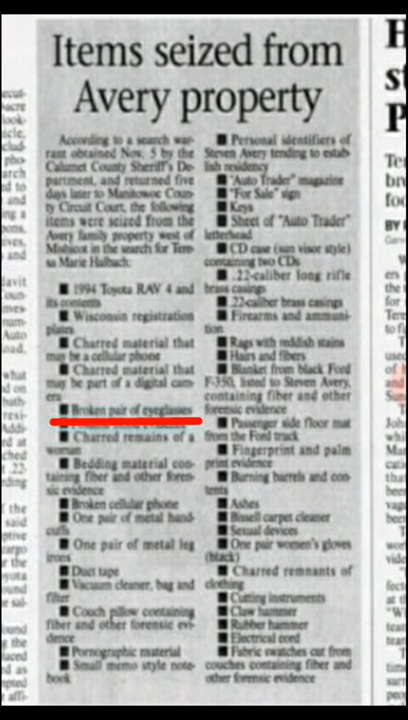 Items seized from
Avery property
According to a search war-
rant obtained Nov. 5 by the
Calumet County Sheriff's De-
partment, and returned five
days later to Manitowoc Coun-
ty Circuit Court, the following
items were seized from the
Avery family property west of
Mishicot in the search for Tere-
sa Marie Halbach:
■ 1994 Toyota RAV 4 and
its contents
■ Wisconsin registration
plates
■ Charred material that
may be a cellular phone
■ Charred material that
may be part of a digital cam-
era
■ Broken pair of eyeglasses
■ Charred remains of a
woman
■ Bedding material con-
taining fiber and other foren-
sic evidence
■ Broken cellular phone
■ One pair of metal hand-
cuffs
■ One pair of metal leg
irons
■ Duct tape
■ Vacuum cleaner, bag and
filter
■ Couch pillow containing
fiber and other forensic evi-
dence
■ Pornographic material
■ Small memo style note-
book
■ Personal identifiers of
Steven Avery tending to estab-
lish residency
■ "Auto Trader" magazine
■ "For Sale" sign
■ Keys
■ Sheet of "Auto Trader"
letterhead
■ CD case (sun visor style)
containing two CDs
■ .22-caliber long rifle
brass casings
■ .22-caliber brass casings
■ Firearms and ammuni-
tion
■ Rags with reddish stains
■ Hairs and fibers
■ Blanket from black Ford
F-350, listed to Steven Avery,
containing fiber and other
forensic evidence
■ Passenger side floor mat
from the Ford truck
■ Fingerprint and palm
print evidence
■ Burning barrels and con-
tents
■ Ashes
■ Bissell carpet cleaner
■ Sexual devices
■ One pair women's gloves
(black)
■ Charred remnants of
clothing
■ Cutting instruments
■ Claw hammer
■ Rubber hammer
■ Electrical cord
■ Fabric swatches cut from
couches containing fiber and
other forensic evidence